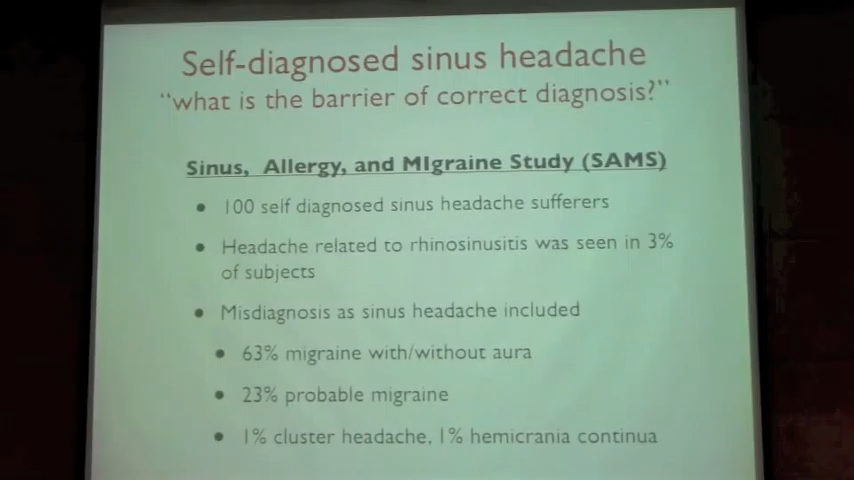 Self-diagnosed sinus headache
“what is the barrier of correct diagnosis?”
Sinus, Allergy, and MIgraine Study (SAMS)
• 100 self diagnosed sinus headache sufferers
• Headache related to rhinosinusitis was seen in 3%
of subjects
• Misdiagnosis as sinus headache included
• 63% migraine with/without aura
• 23% probable migraine
• 1% cluster headache, 1% hemicrania continua